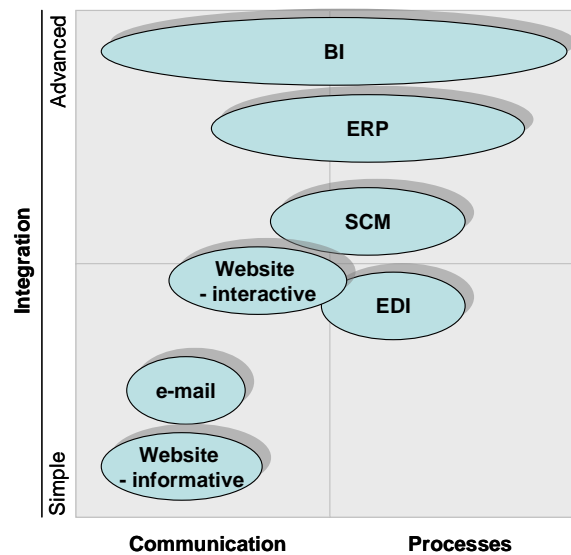 Advanced
BI
ERP
SCM
Integration
Website
- interactive
EDI
e-mail
Website
- informative
Simple
Communication
Processes